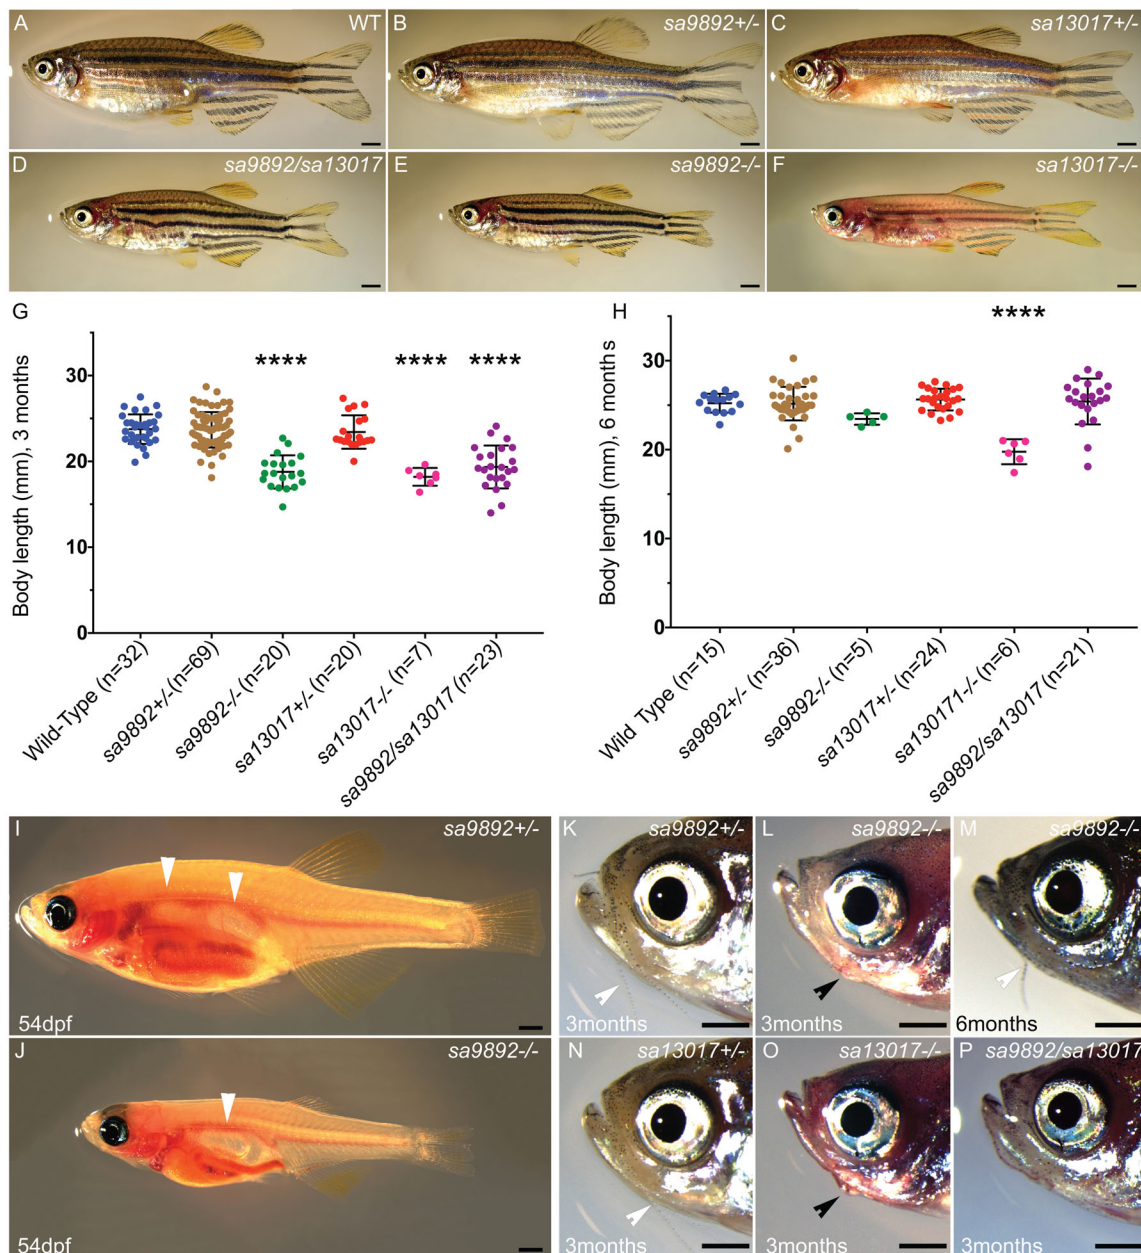 A WT
B sa9892+/-
C sa13017+/-
D sa9892/sa13017
E sa9892-/-
F sa13017-/-
G
Body length (mm), 3 months
30
20
10
0
**** **** ****
Wild-Type (n=32)
sa9892+/-(n=69)
sa9892-/- (n=20)
sa13017+/- (n=20)
sa13017-/- (n=7)
sa9892/sa13017 (n=23)
H
Body length (mm), 6 months
30
20
10
0
****
Wild Type (n=15)
sa9892+/- (n=36)
sa9892-/- (n=5)
sa13017+/- (n=24)
sa130171-/- (n=6)
sa9892/sa13017 (n=21)
I sa9892+/-
54dpf
J sa9892-/-
54dpf
K sa9892+/-
3months
L sa9892-/-
3months
M sa9892-/-
6months
N sa13017+/-
3months
O sa13017-/-
3months
P sa9892/sa13017
3months